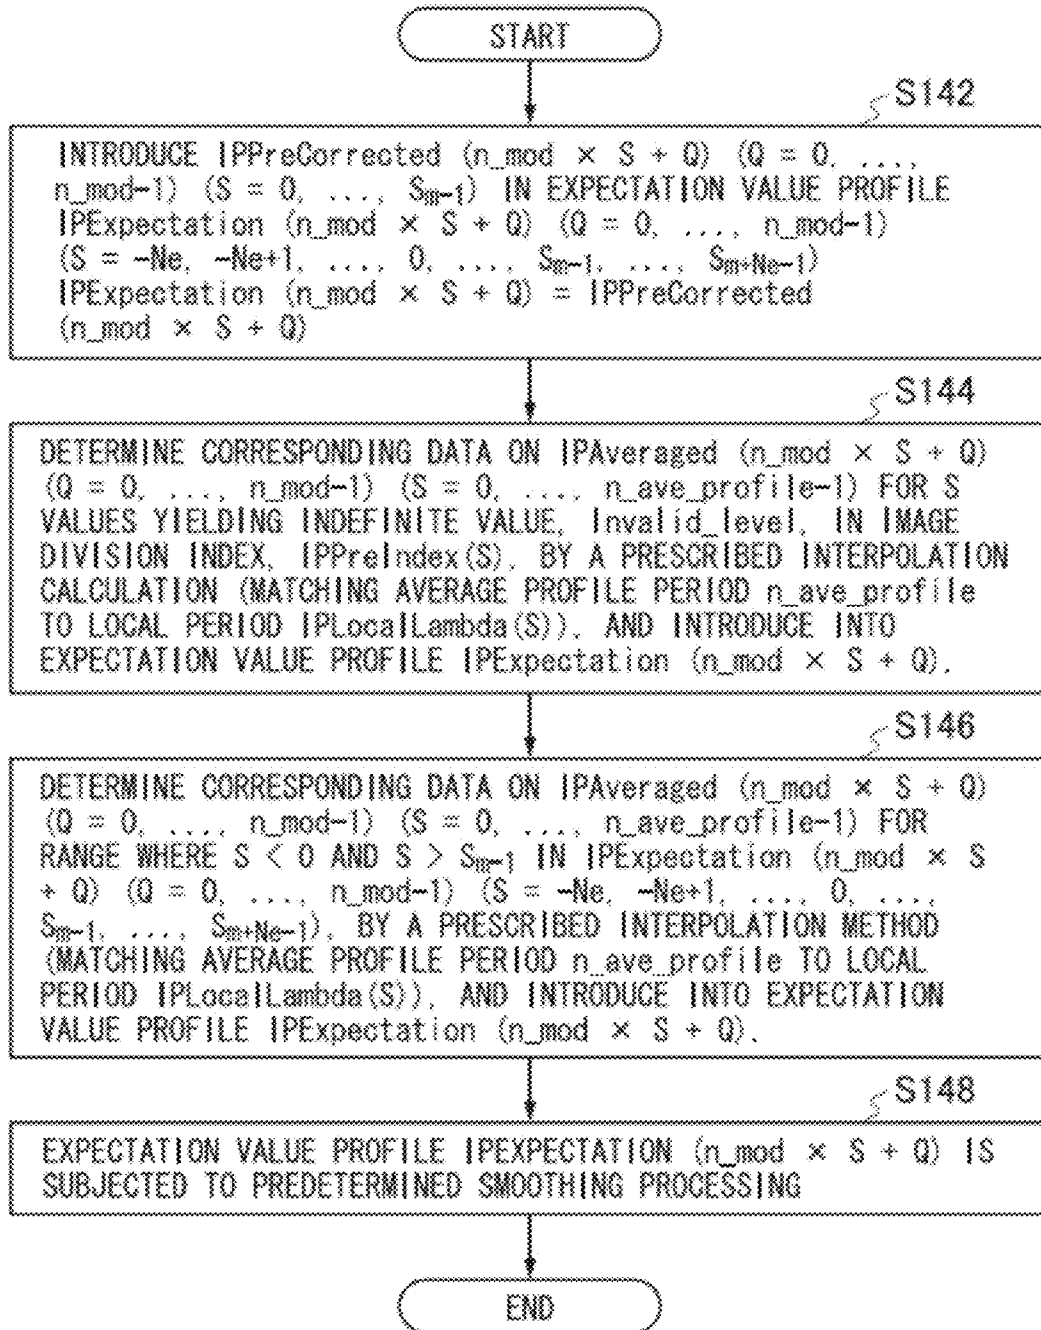 START
S142
INTRODUCE IPPreCorrected (n_mod × S + Q) (Q = 0, ...,
n_mod-1) (S = 0, ..., Sm-1) IN EXPECTATION VALUE PROFILE
IPExpectation (n_mod × S + Q) (Q = 0, ..., n_mod-1)
(S = -Ne, -Ne+1, ..., 0, ..., Sm-1, ..., Sm+Ne-1)
IPExpectation (n_mod × S + Q) = IPPreCorrected
(n_mod × S + Q)
S144
DETERMINE CORRESPONDING DATA ON IPAveraged (n_mod × S + Q)
(Q = 0, ..., n_mod-1) (S = 0, ..., n_ave_profile-1) FOR S
VALUES YIELDING INDEFINITE VALUE, Invalid_level, IN IMAGE
DIVISION INDEX, IPPreIndex(S), BY A PRESCRIBED INTERPOLATION
CALCULATION (MATCHING AVERAGE PROFILE PERIOD n_ave_profile
TO LOCAL PERIOD IPLocalLambda(S)), AND INTRODUCE INTO
EXPECTATION VALUE PROFILE IPExpectation (n_mod × S + Q).
S146
DETERMINE CORRESPONDING DATA ON IPAveraged (n_mod × S + Q)
(Q = 0, ..., n_mod-1) (S = 0, ..., n_ave_profile-1) FOR
RANGE WHERE S < 0 AND S > Sm-1 IN IPExpectation (n_mod × S
+ Q) (Q = 0, ..., n_mod-1) (S = -Ne, -Ne+1, ..., 0, ...,
Sm-1, ..., Sm+Ne-1), BY A PRESCRIBED INTERPOLATION METHOD
(MATCHING AVERAGE PROFILE PERIOD n_ave_profile TO LOCAL
PERIOD IPLocalLambda(S)), AND INTRODUCE INTO EXPECTATION
VALUE PROFILE IPExpectation (n_mod × S + Q).
S148
EXPECTATION VALUE PROFILE IPEXPECTATION (n_mod × S + Q) IS
SUBJECTED TO PREDETERMINED SMOOTHING PROCESSING
END